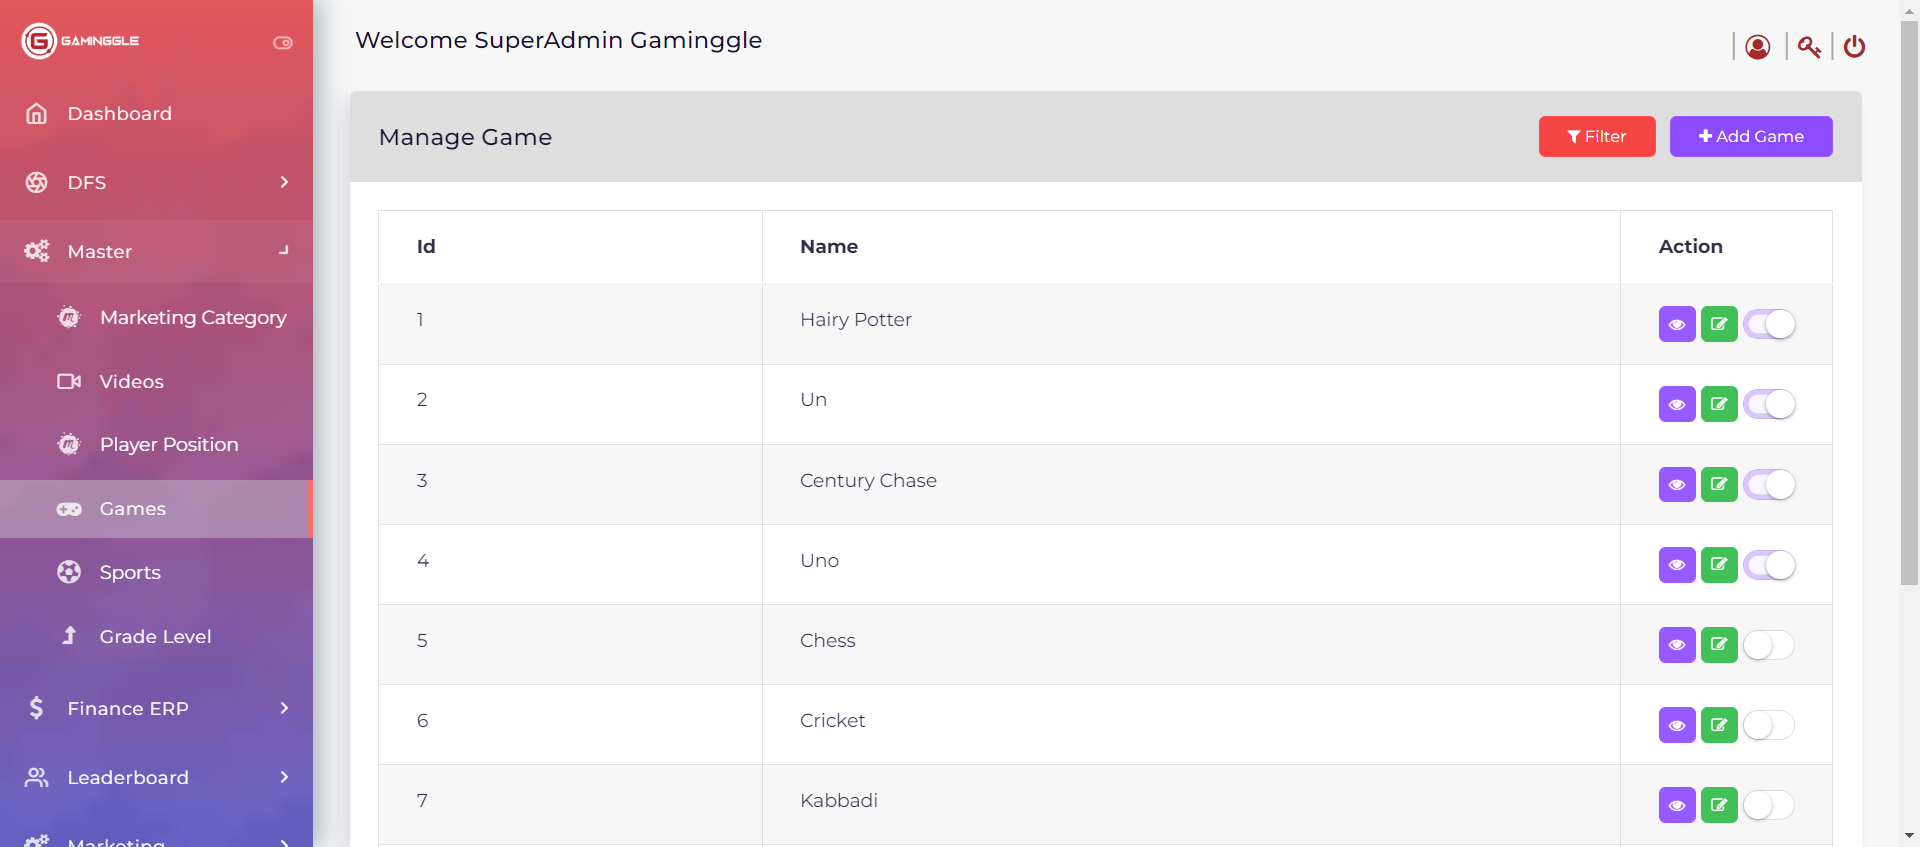 GAMINGGLE
Welcome SuperAdmin Gaminggle
Dashboard
DFS
Master
Marketing Category
Videos
Player Position
Games
Sports
Grade Level
Finance ERP
Leaderboard
Marketing
Manage Game
Filter
Add Game
Id Name Action
1 Hairy Potter
2 Un
3 Century Chase
4 Uno
5 Chess
6 Cricket
7 Kabbadi